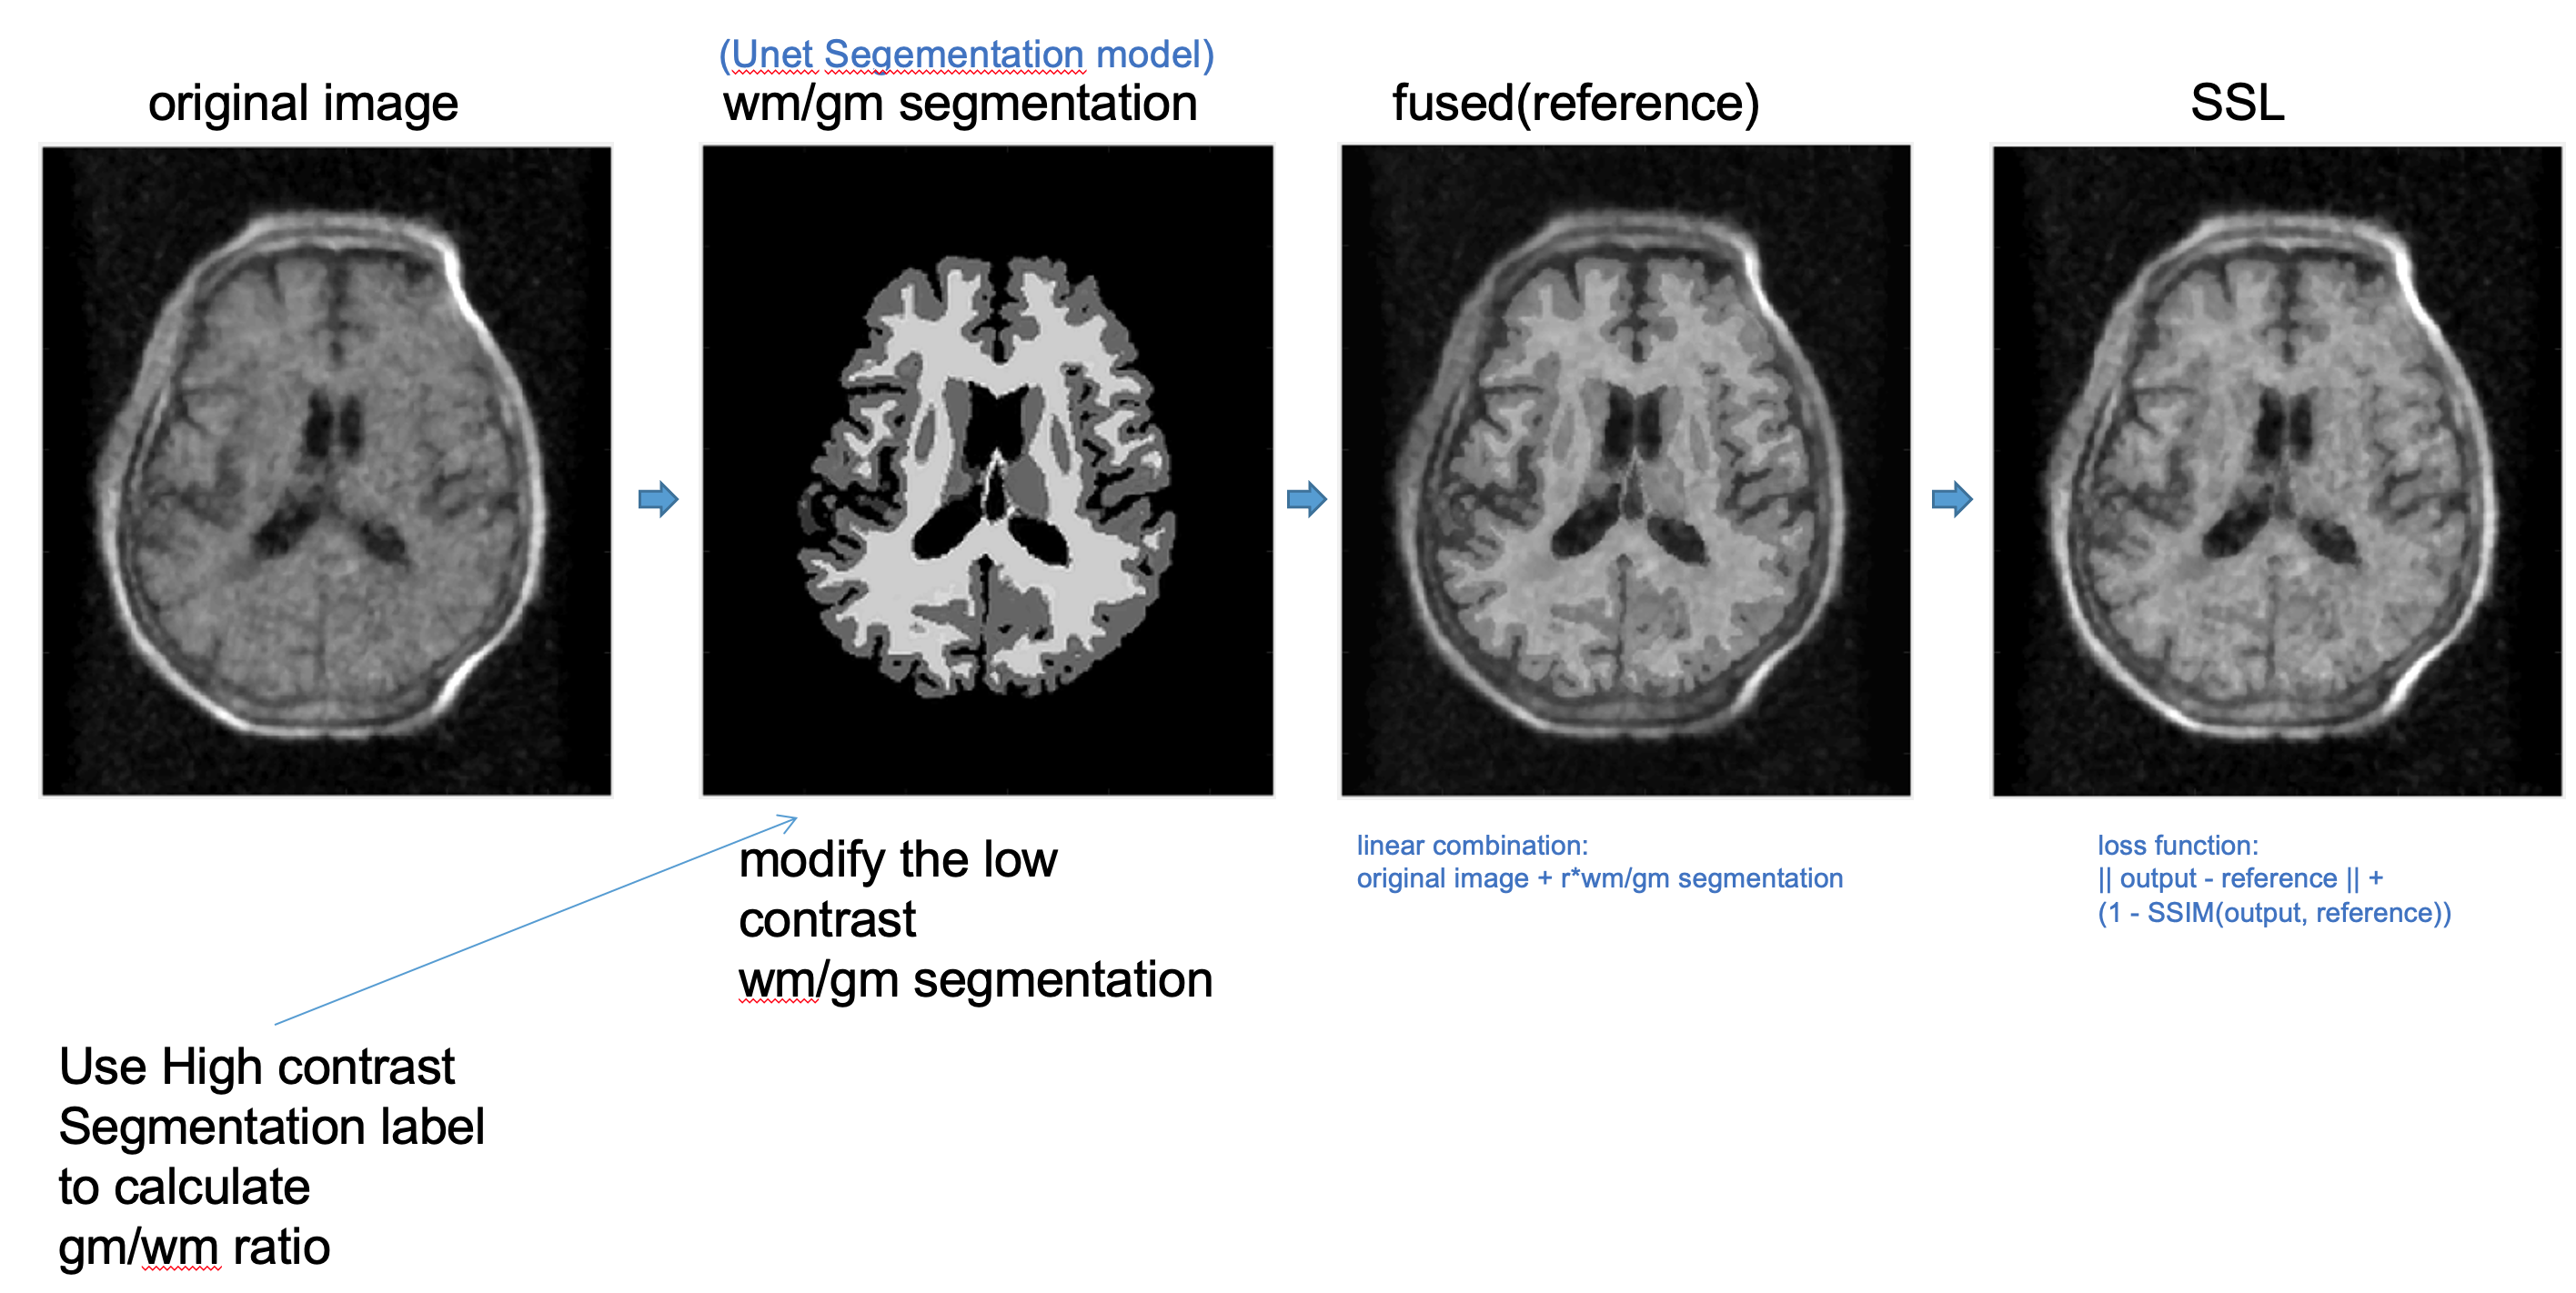 original image
(Unet Segementation model)
wm/gm segmentation
fused(reference)
SSL
modify the low
contrast
wm/gm segmentation
linear combination:
original image + r*wm/gm segmentation
loss function:
|| output - reference || +
(1 - SSIM(output, reference))
Use High contrast
Segmentation label
to calculate
gm/wm ratio